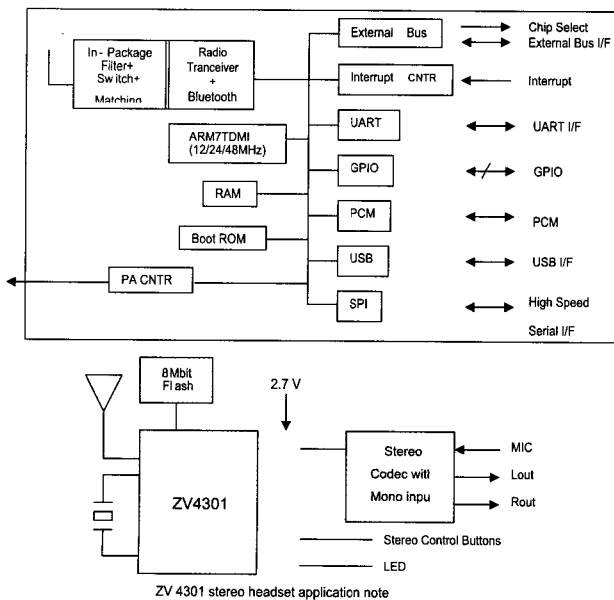 In-Package
Filter+
Switch+
Matching
Radio
Tranceiver
+
Bluetooth
ARM7TDMI
(12/24/48MHz)
RAM
Boot ROM
PA CNTR
External Bus
Interrupt CNTR
UART
GPIO
PCM
USB
SPI
Chip Select
External Bus I/F
Interrupt
UART I/F
GPIO
PCM
USB I/F
High Speed
Serial I/F
8Mbit
Flash
2.7 V
ZV4301
Stereo
Codec witl
Mono inpu
MIC
Lout
Rout
Stereo Control Buttons
LED
ZV 4301 stereo headset application note